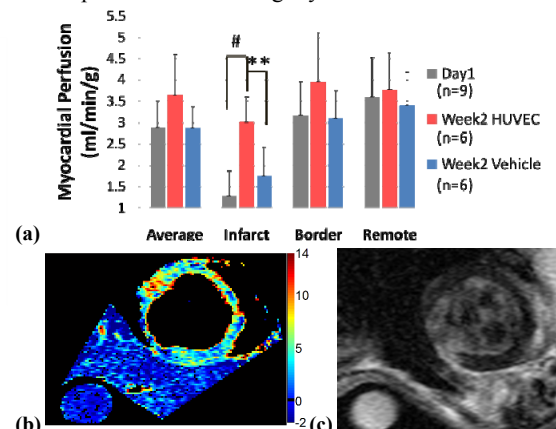 5.5
5
4.5
4
3.5
3
2.5
2
1.5
1
Myocardial Perfusion
(ml/min/g)
#
**
Day1
(n=9)
Week2 HUVEC
(n=6)
Week2 Vehicle
(n=6)
Average Infarct Border Remote
(a)
14
10
5
0
-2
(b)
(c)